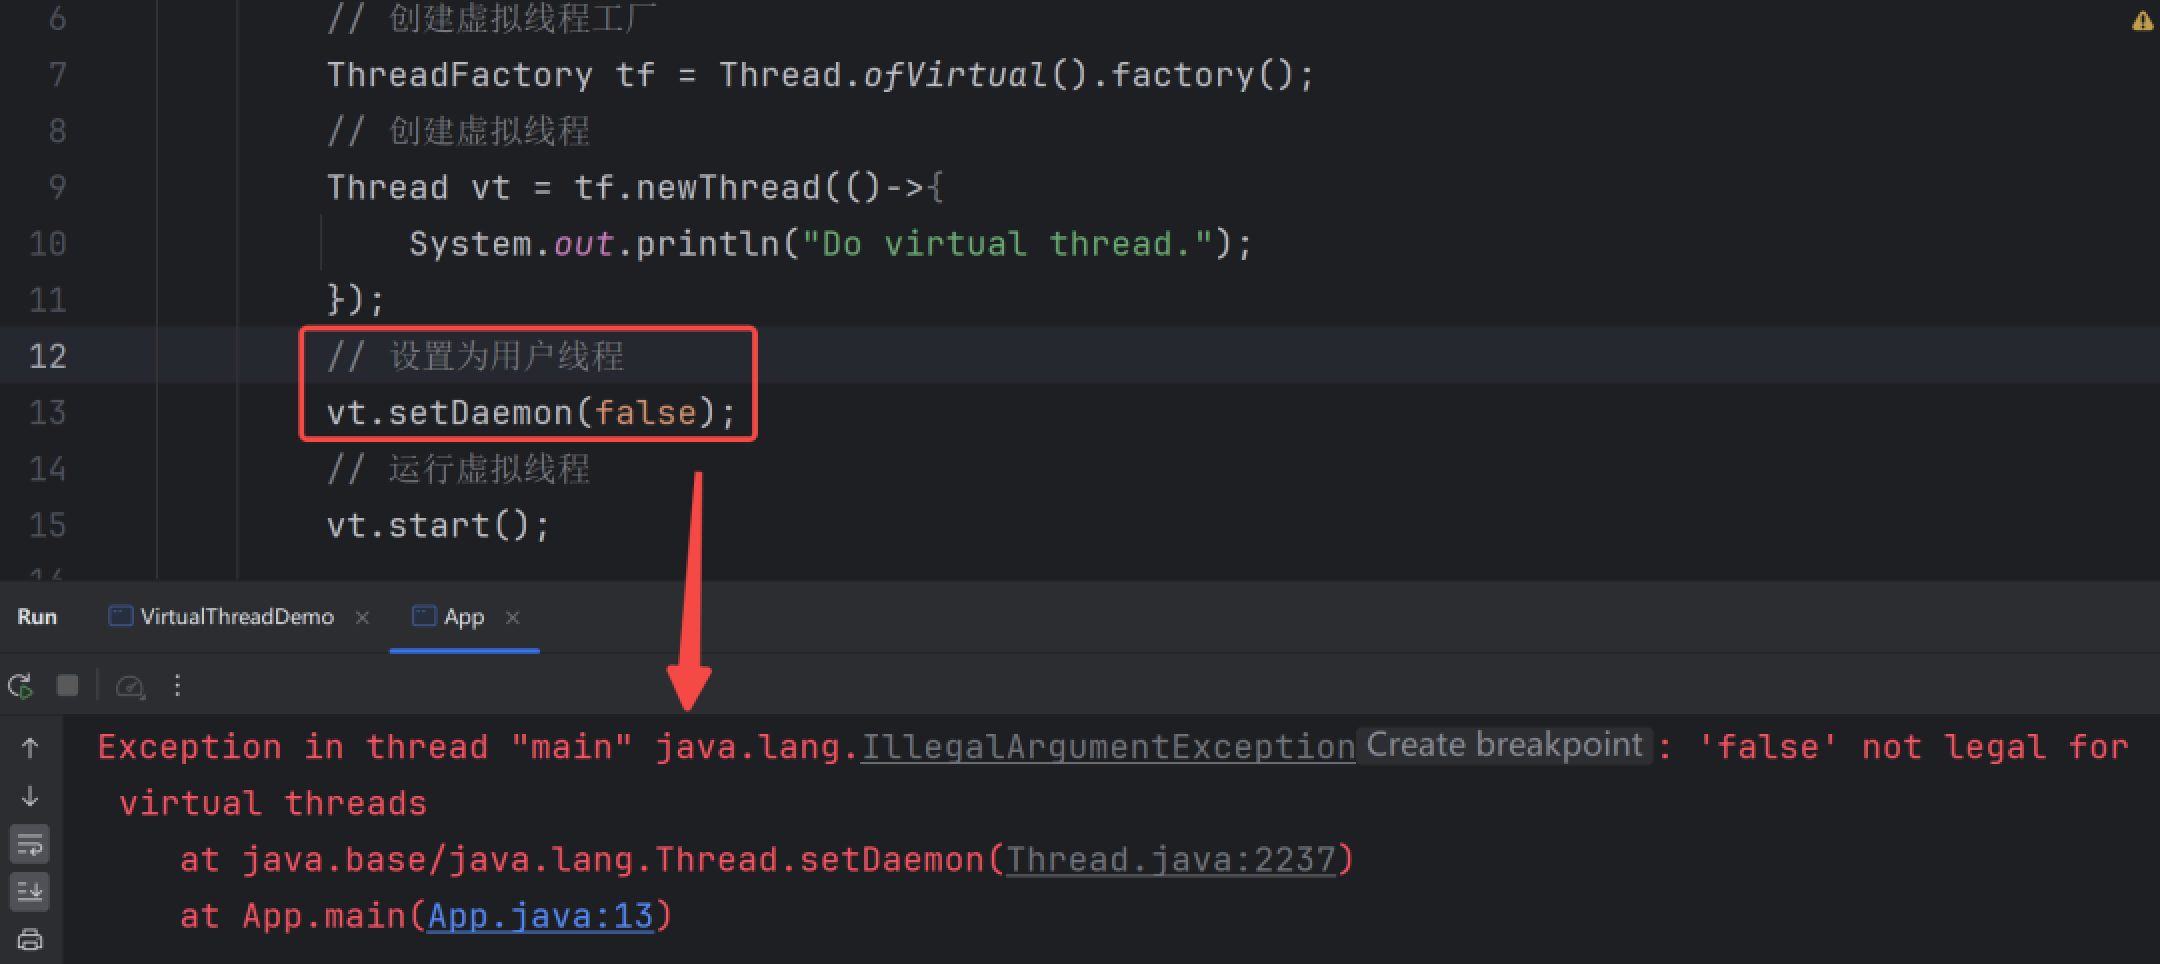 6 // 创建虚拟线程工厂
7 ThreadFactory tf = Thread.ofVirtual().factory();
8 // 创建虚拟线程
9 Thread vt = tf.newThread(()->{
10 System.out.println("Do virtual thread.");
11 });
12 // 设置为用户线程
13 vt.setDaemon(false);
14 // 运行虚拟线程
15 vt.start();
16
Run VirtualThreadDemo App
Exception in thread "main" java.lang.IllegalArgumentException Create breakpoint : 'false' not legal for
virtual threads
at java.base/java.lang.Thread.setDaemon(Thread.java:2237)
at App.main(App.java:13)